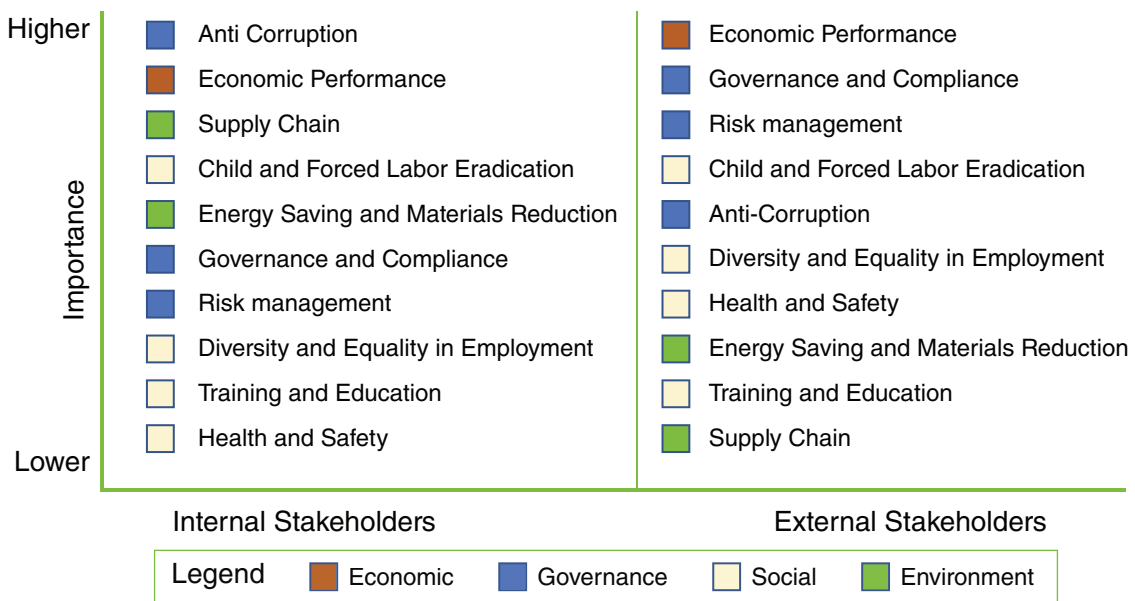 Higher
Importance
Lower
Anti Corruption
Economic Performance
Supply Chain
Child and Forced Labor Eradication
Energy Saving and Materials Reduction
Governance and Compliance
Risk management
Diversity and Equality in Employment
Training and Education
Health and Safety
Economic Performance
Governance and Compliance
Risk management
Child and Forced Labor Eradication
Anti-Corruption
Diversity and Equality in Employment
Health and Safety
Energy Saving and Materials Reduction
Training and Education
Supply Chain
Internal Stakeholders
External Stakeholders
Legend Economic Governance Social Environment